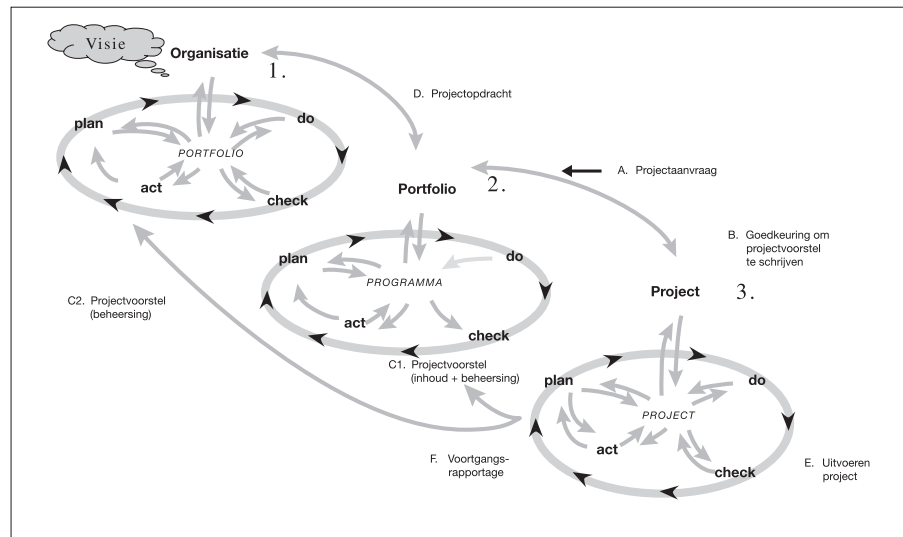 Visie
Organisatie
1.
D. Projectopdracht
plan
do
PORTFOLIO
act
check
A. Projectaanvraag
2.
Portfolio
B. Goedkeuring om
projectvoorstel
te schrijven
plan
do
PROGRAMMA
act
check
C2. Projectvoorstel
(beheersing)
Project
3.
C1. Projectvoorstel
(inhoud + beheersing)
plan
do
PROJECT
act
check
F. Voortgangs-
rapportage
E. Uitvoeren
project